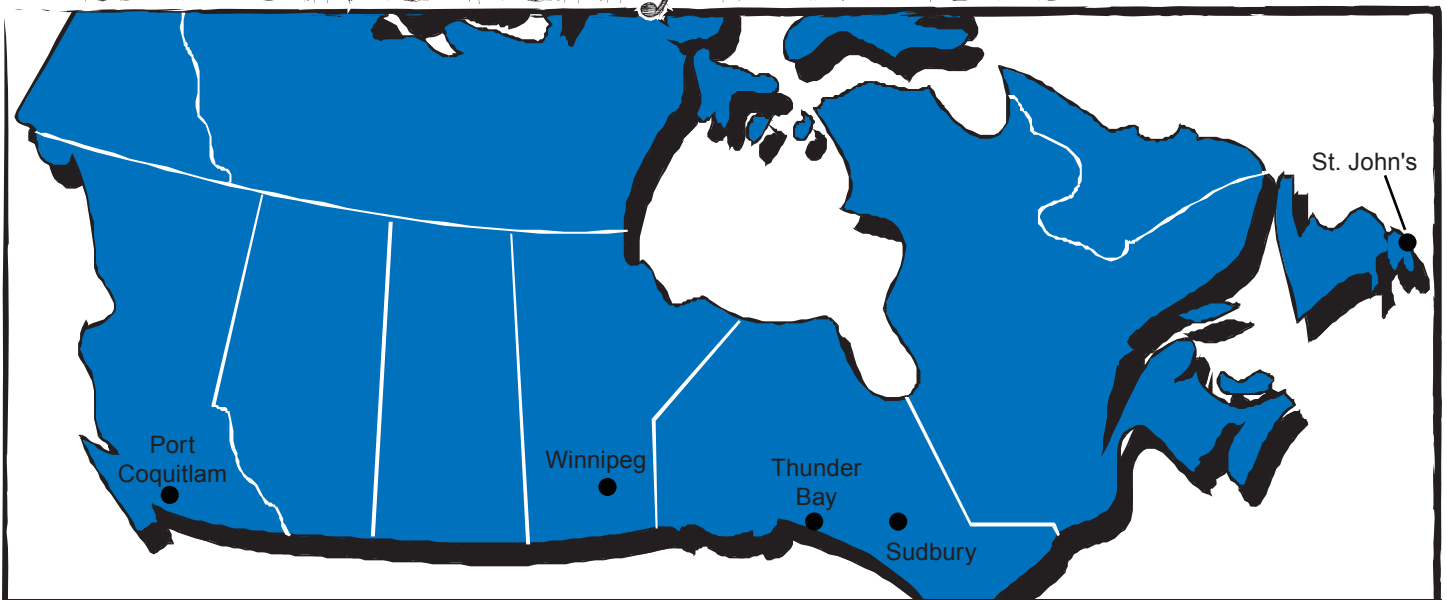 St. John's
Port
Coquitlam
Winnipeg
Thunder
Bay
Sudbury